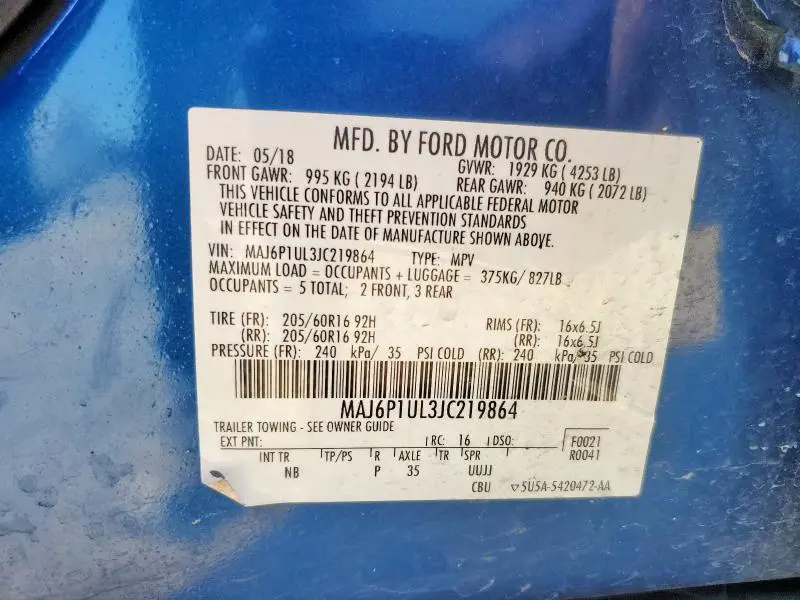 MFD. BY FORD MOTOR CO.
DATE: 05/18 GVWR: 1929 KG ( 4253 LB)
FRONT GAWR: 995 KG ( 2194 LB) REAR GAWR: 940 KG ( 2072 LB)
THIS VEHICLE CONFORMS TO ALL APPLICABLE FEDERAL MOTOR
VEHICLE SAFETY AND THEFT PREVENTION STANDARDS
IN EFFECT ON THE DATE OF MANUFACTURE SHOWN ABOVE.
VIN: MAJ6P1UL3JC219864 TYPE: MPV
MAXIMUM LOAD = OCCUPANTS + LUGGAGE = 375KG/ 827LB
OCCUPANTS = 5 TOTAL; 2 FRONT, 3 REAR
TIRE (FR): 205/60R16 92H RIMS (FR): 16x6.5J
(RR): 205/60R16 92H (RR): 16x6.5J
PRESSURE (FR): 240 kPa/ 35 PSI COLD (RR): 240 kPa/ 35 PSI COLD
MAJ6P1UL3JC219864
TRAILER TOWING - SEE OWNER GUIDE
EXT PNT: RC: 16 DSO: F0021
R0041
INT TR TP/PS R AXLE TR SPR
NB P 35 UUJJ
CBU 5U5A-5420472-AA